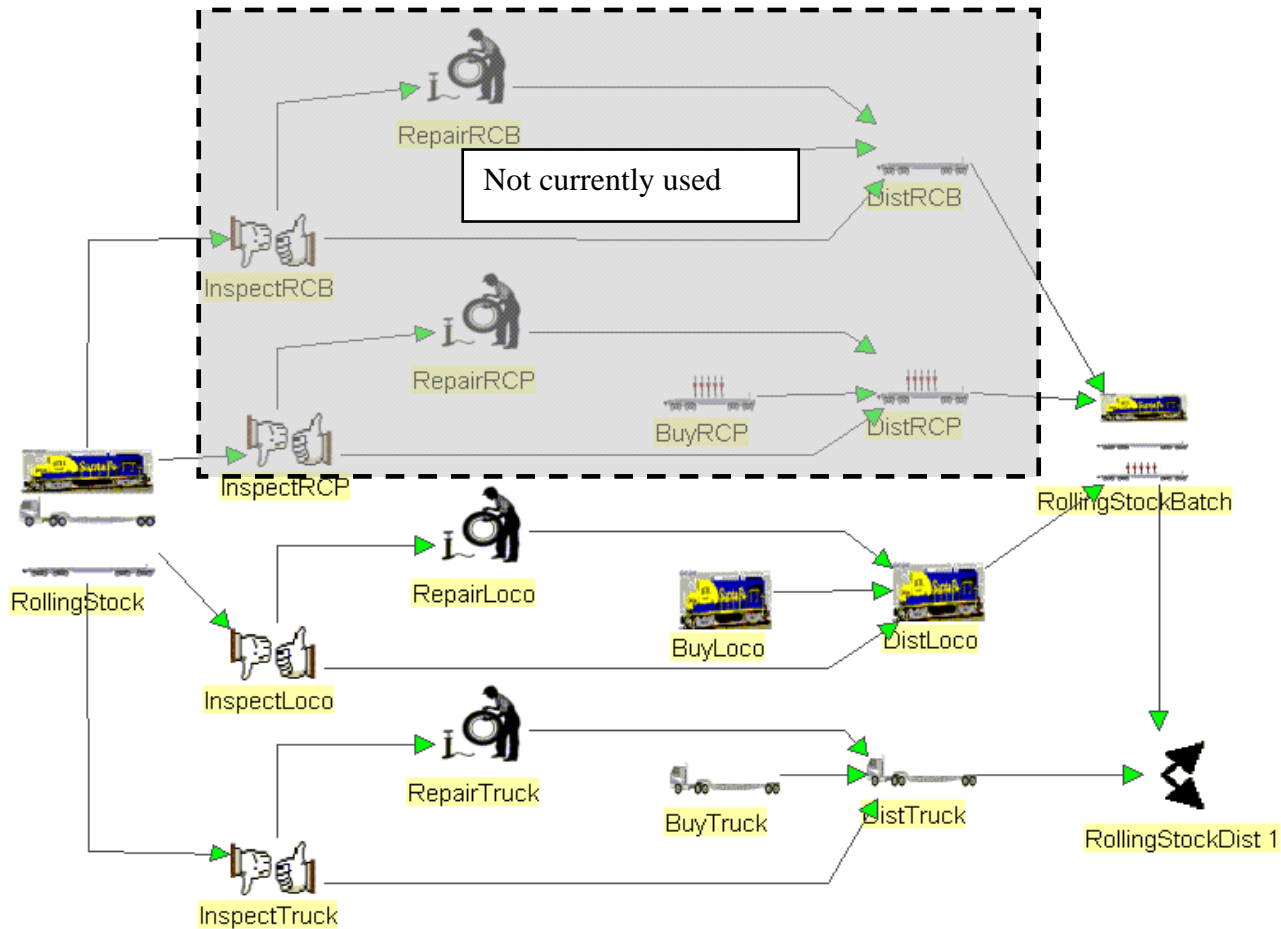 RepairRCB
Not currently used
DistRCB
InspectRCB
RepairRCP
BuyRCP
DistRCP
InspectRCP
RollingStockBatch
RollingStock
RepairLoco
BuyLoco
DistLoco
InspectLoco
RepairTruck
BuyTruck
DistTruck
RollingStockDist 1
InspectTruck